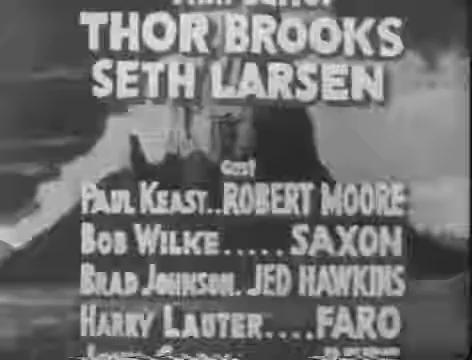 THOR BROOKS
SETH LARSEN
Cast
PAUL KEAST..ROBERT MOORE
BOB WILKE.....SAXON
BRAD JOHNSON.JED HAWKINS
HARRY LAUTER....FARO